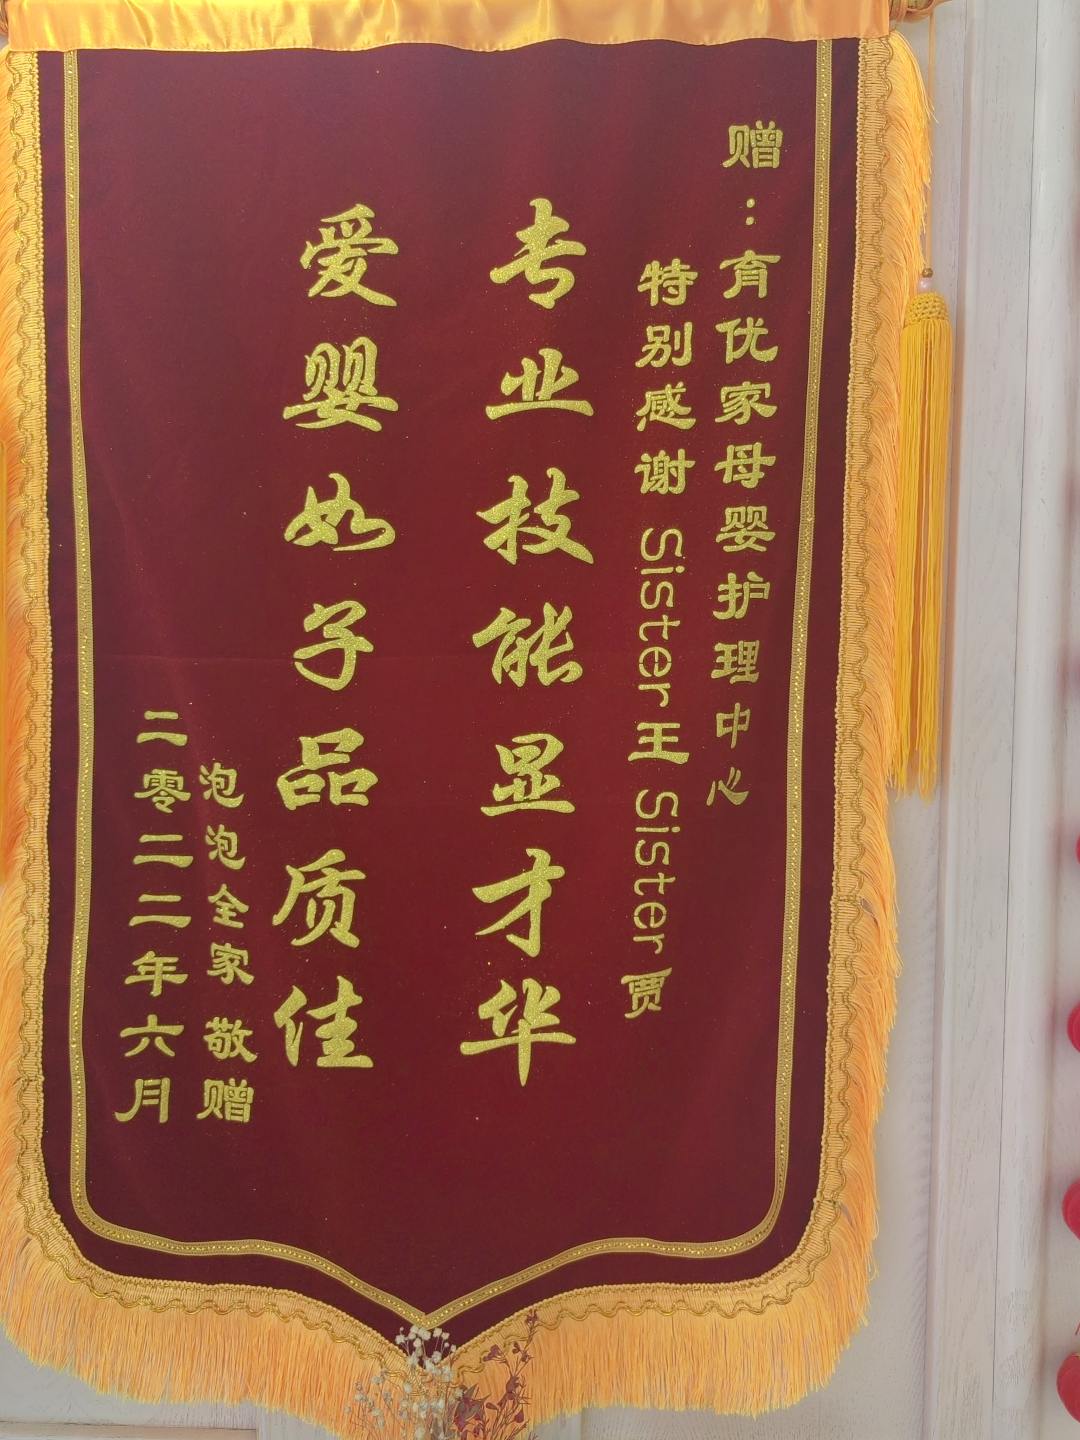 赠：育优家母婴护理中心
特别感谢 Sister王 Sister贾
专业技能显才华
爱婴如子品质佳
泡泡全家 敬赠
二零二二年六月